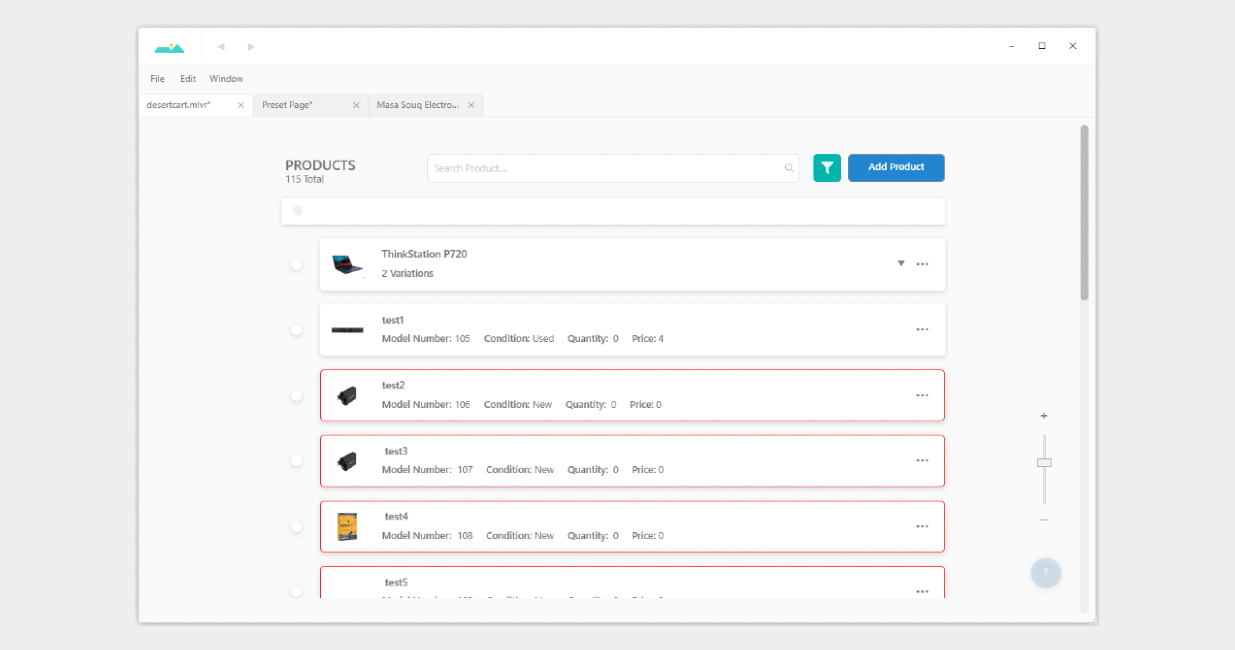 File Edit Window
desertcart.mlvr* Preset Page* Masa Souq Electro...
PRODUCTS
115 Total
Search Product...
Add Product
ThinkStation P720
2 Variations
test1
Model Number: 105 Condition: Used Quantity: 0 Price: 4
test2
Model Number: 106 Condition: New Quantity: 0 Price: 0
test3
Model Number: 107 Condition: New Quantity: 0 Price: 0
test4
Model Number: 108 Condition: New Quantity: 0 Price: 0
test5
?